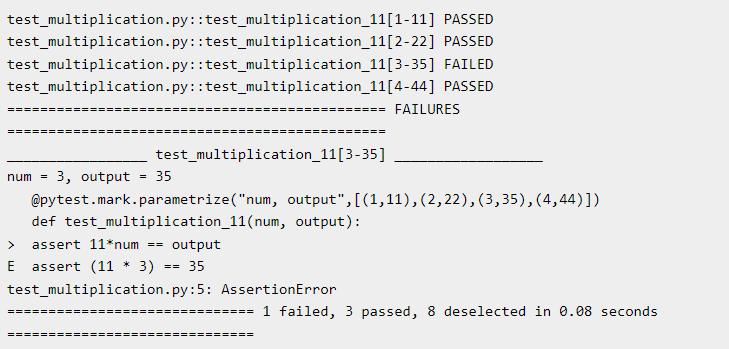 test_multiplication.py::test_multiplication_11[1-11] PASSED
test_multiplication.py::test_multiplication_11[2-22] PASSED
test_multiplication.py::test_multiplication_11[3-35] FAILED
test_multiplication.py::test_multiplication_11[4-44] PASSED
============================================== FAILURES
==============================================
_________________ test_multiplication_11[3-35] __________________
num = 3, output = 35
   @pytest.mark.parametrize("num, output",[(1,11),(2,22),(3,35),(4,44)])
   def test_multiplication_11(num, output):
>  assert 11*num == output
E  assert (11 * 3) == 35
test_multiplication.py:5: AssertionError
============================== 1 failed, 3 passed, 8 deselected in 0.08 seconds
==============================